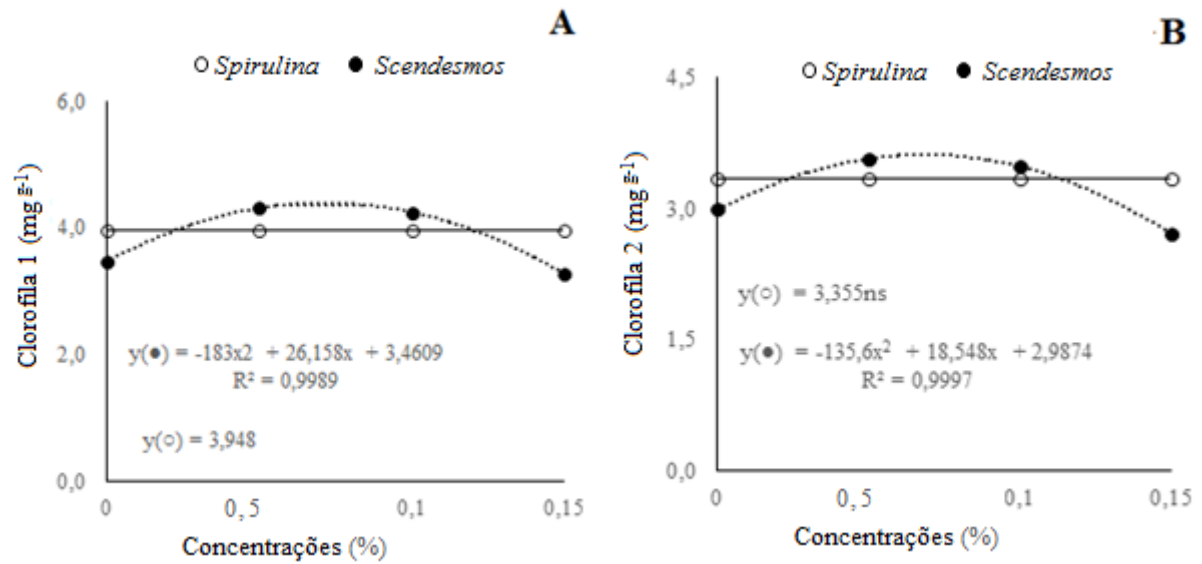 A
○ Spirulina ● Scendesmos
6,0
4,0
2,0
0,0
Clorofila 1 (mg g-1)
y(●) = -183x2 + 26,158x + 3,4609
R² = 0,9989
y(○) = 3,948
0 0,5 0,1 0,15
Concentrações (%)
B
○ Spirulina ● Scendesmos
4,5
3,0
1,5
0,0
Clorofila 2 (mg g-1)
y(○) = 3,355ns
y(●) = -135,6x² + 18,548x + 2,9874
R² = 0,9997
0 0,5 0,1 0,15
Concentrações (%)